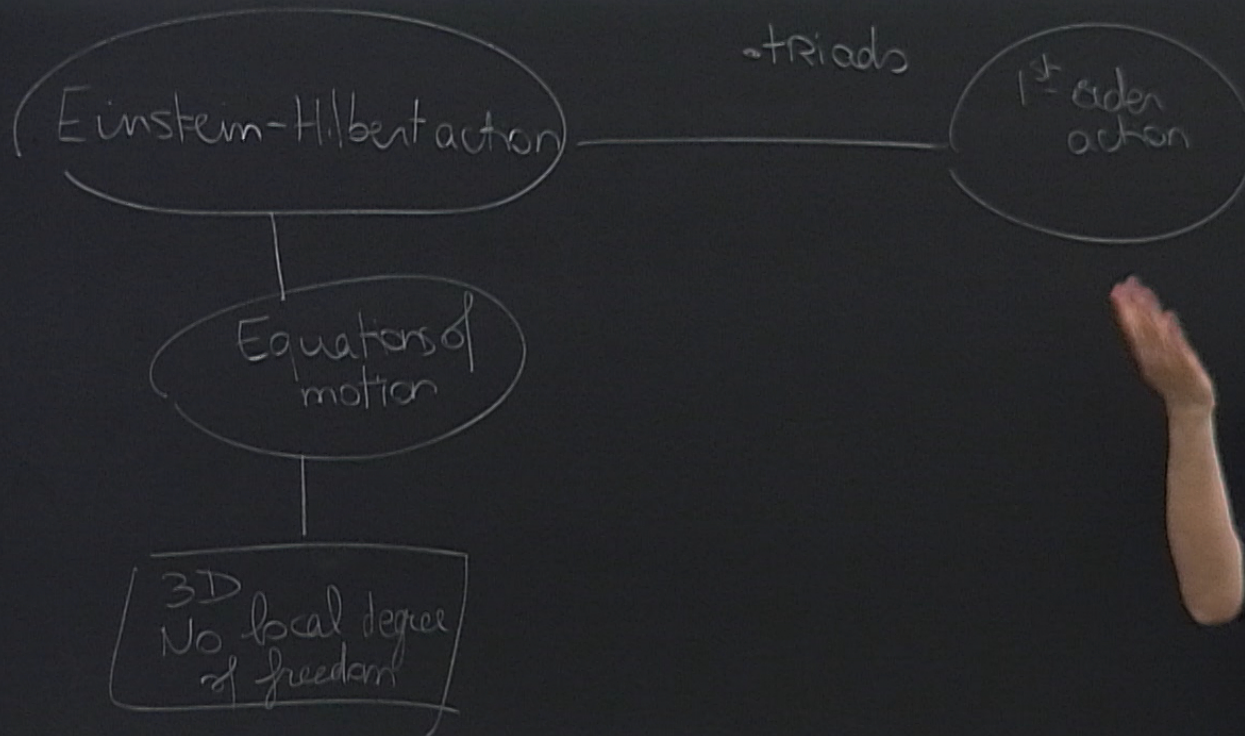 Einstein-Hilbert action
•triads
1st order
action
Equations of
motion
3D
No local degree
of freedom